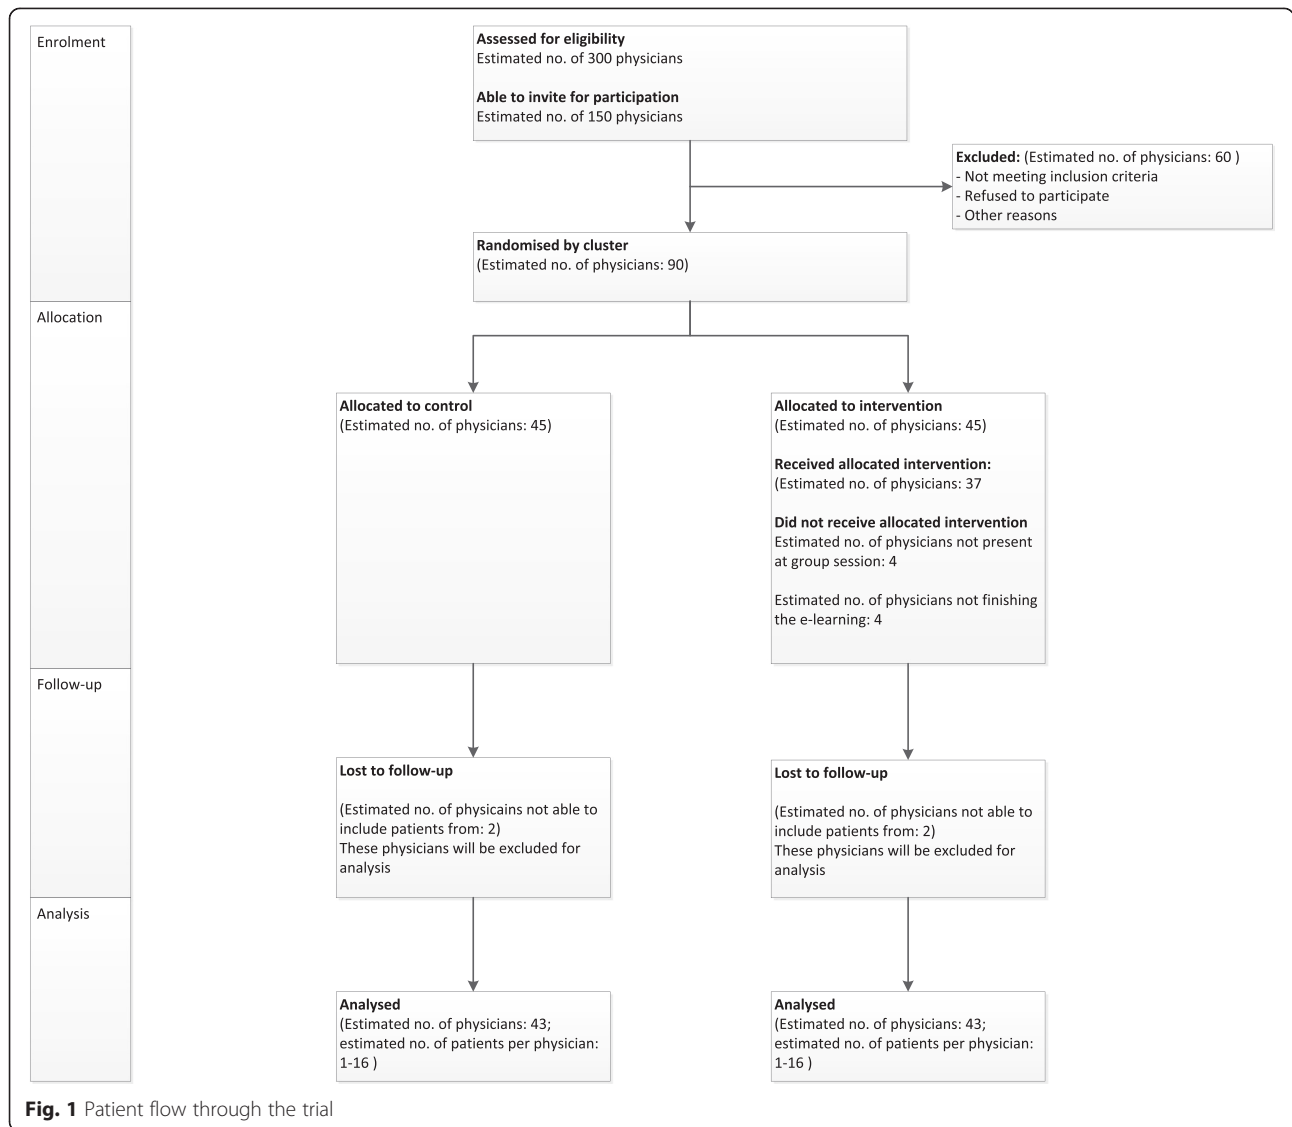 Enrolment
Assessed for eligibility
Estimated no. of 300 physicians
Able to invite for participation
Estimated no. of 150 physicians
Excluded: (Estimated no. of physicians: 60 )
- Not meeting inclusion criteria
- Refused to participate
- Other reasons
Randomised by cluster
(Estimated no. of physicians: 90)
Allocation
Allocated to control
(Estimated no. of physicians: 45)
Allocated to intervention
(Estimated no. of physicians: 45)
Received allocated intervention:
(Estimated no. of physicians: 37
Did not receive allocated intervention
Estimated no. of physicians not present
at group session: 4
Estimated no. of physicians not finishing
the e-learning: 4
Follow-up
Lost to follow-up
(Estimated no. of physicains not able to
include patients from: 2)
These physicians will be excluded for
analysis
Lost to follow-up
(Estimated no. of physicians not able to
include patients from: 2)
These physicians will be excluded for
analysis
Analysis
Analysed
(Estimated no. of physicians: 43;
estimated no. of patients per physician:
1-16 )
Analysed
(Estimated no. of physicians: 43;
estimated no. of patients per physician:
1-16 )
Fig. 1 Patient flow through the trial